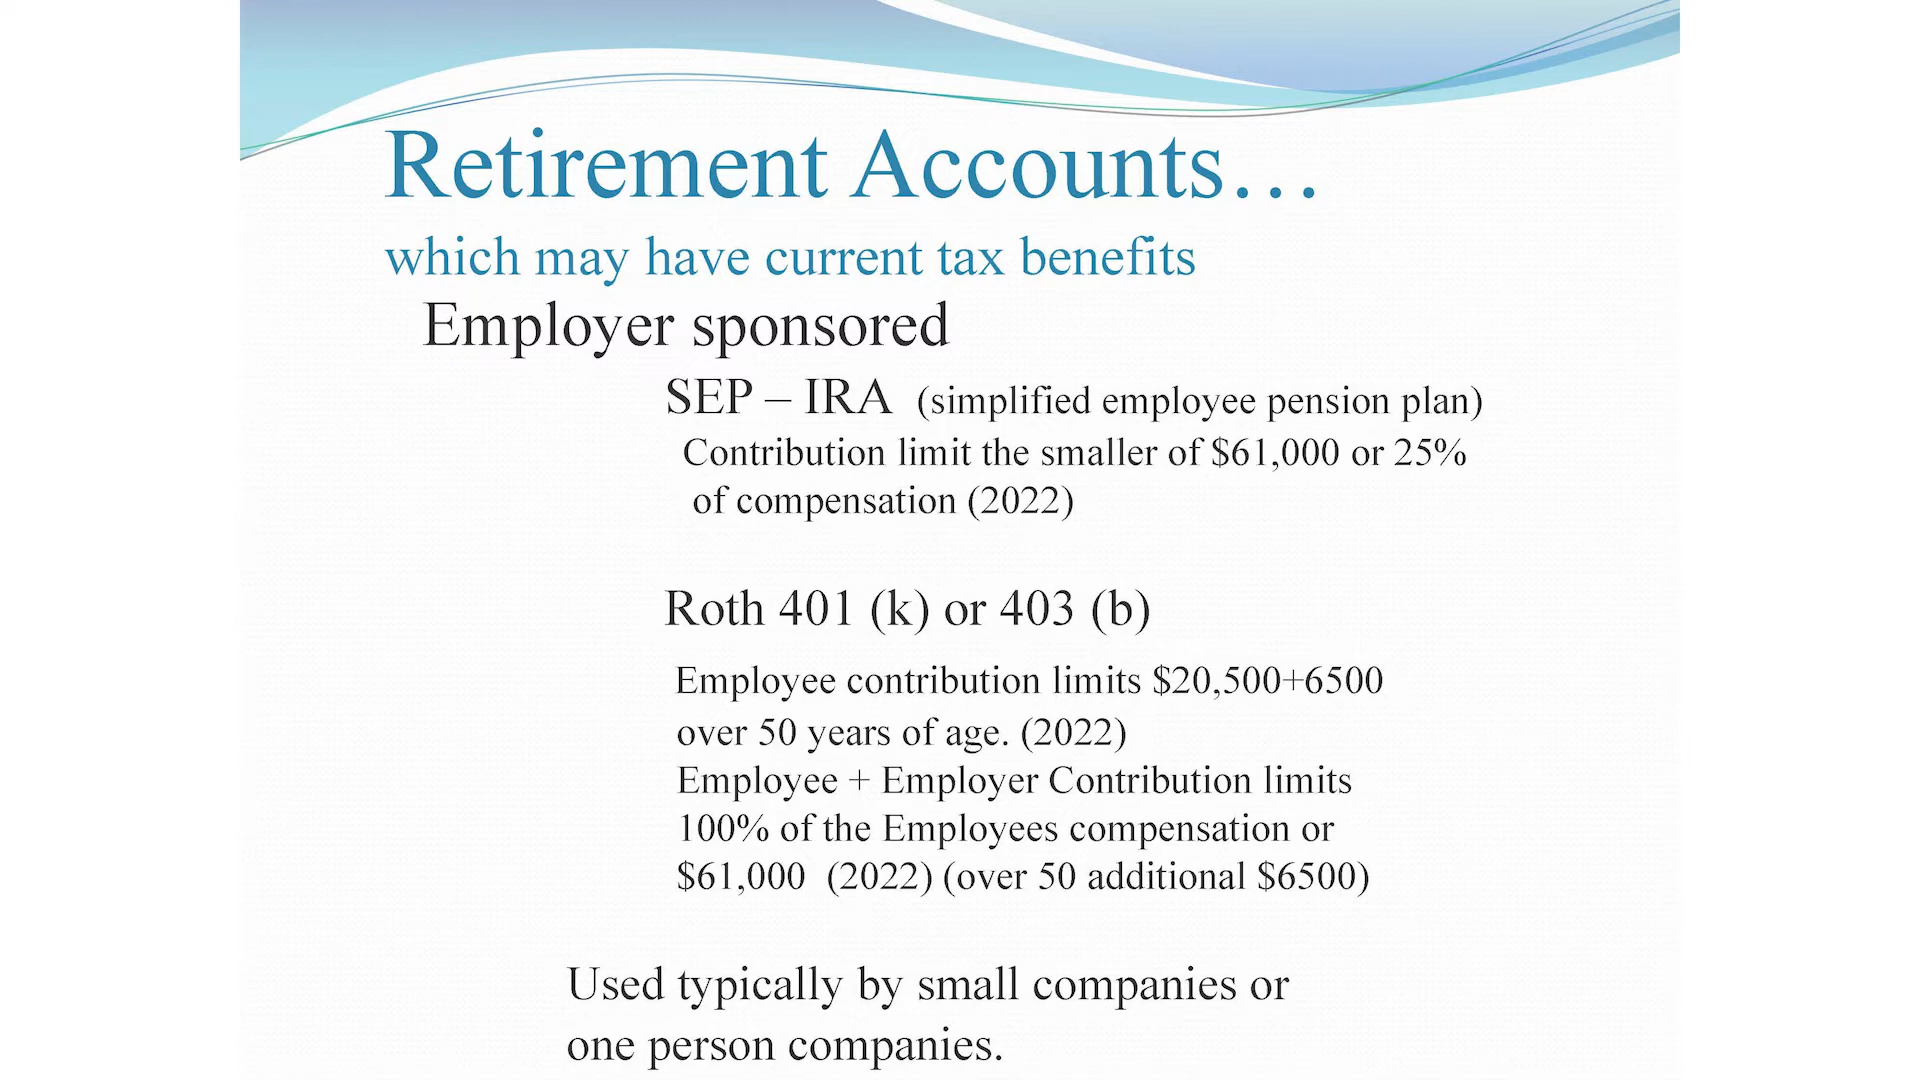 Retirement Accounts…
which may have current tax benefits
Employer sponsored
SEP – IRA (simplified employee pension plan)
Contribution limit the smaller of $61,000 or 25%
of compensation (2022)
Roth 401 (k) or 403 (b)
Employee contribution limits $20,500+6500
over 50 years of age. (2022)
Employee + Employer Contribution limits
100% of the Employees compensation or
$61,000 (2022) (over 50 additional $6500)
Used typically by small companies or
one person companies.